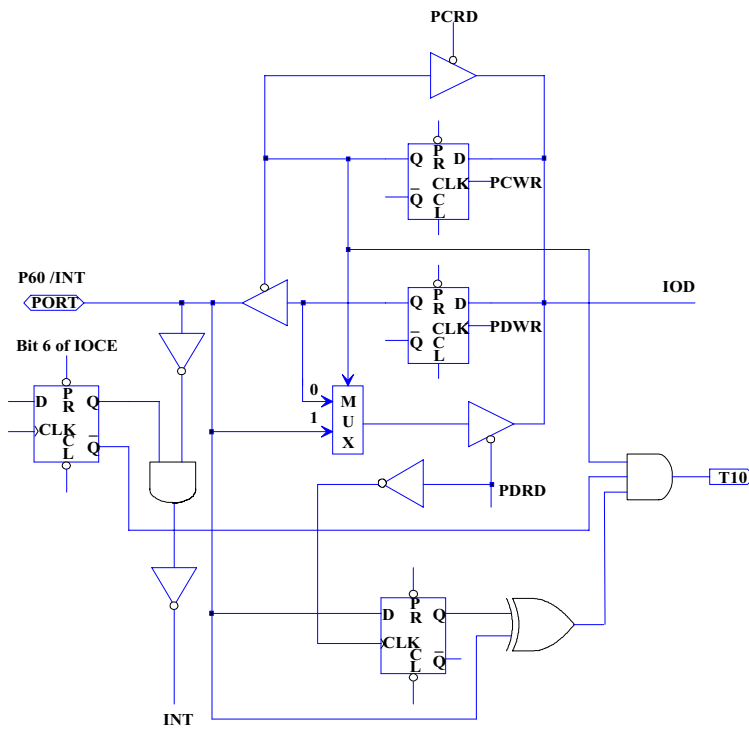 PCRD
Q P R D
CLK PCWR
Q̅ C L
P60 /INT
PORT
IOD
Q P R D
CLK PDWR
Q̅ C L
Bit 6 of IOCE
D P R Q
CLK
C L Q̅
0
1
M U X
PDRD
T10
D P R Q
CLK
C L Q̅
INT